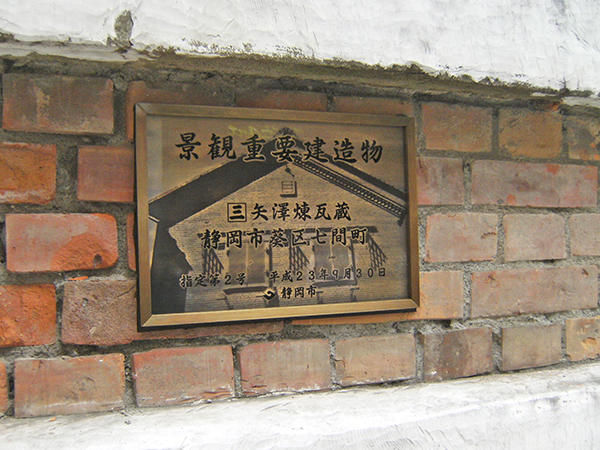 景観重要建造物
三矢澤煉瓦蔵
静岡市葵区七間町
指定第2号 平成23年9月30日
静岡市